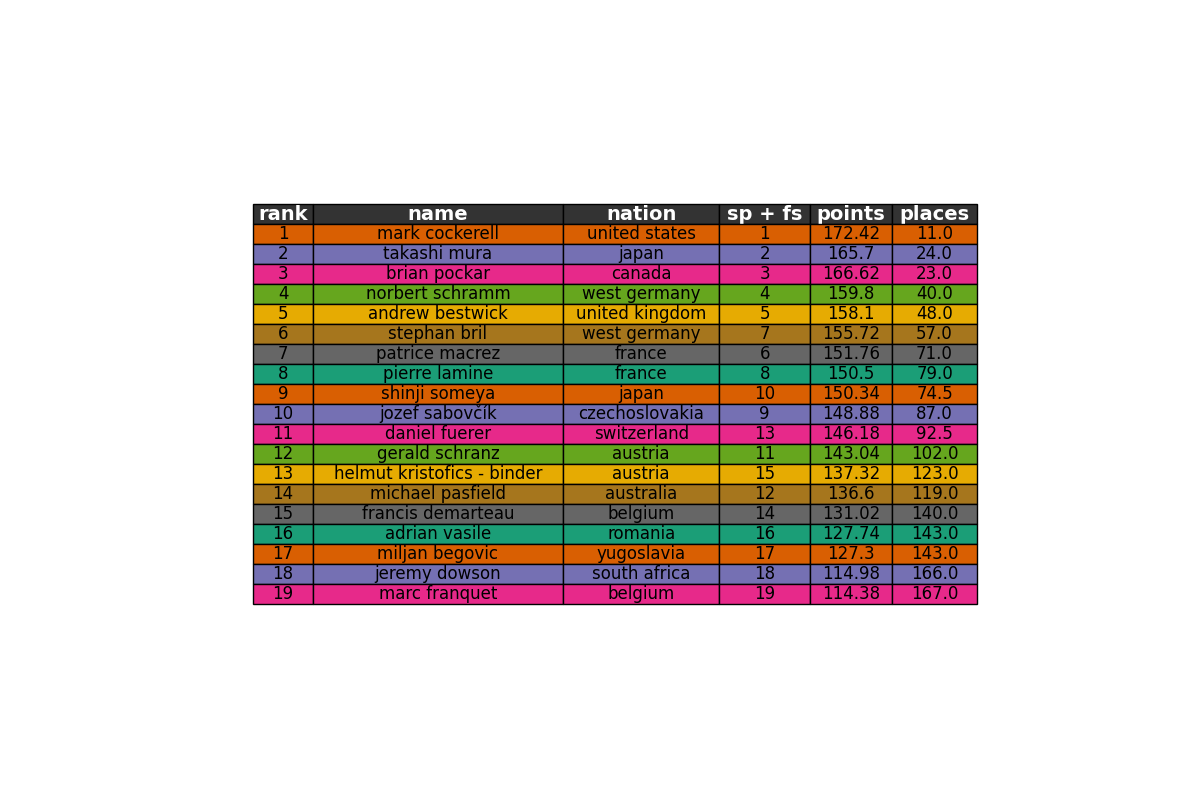 rank name nation sp + fs points places
1 mark cockerell united states 1 172.42 11.0
2 takashi mura japan 2 165.7 24.0
3 brian pockar canada 3 166.62 23.0
4 norbert schramm west germany 4 159.8 40.0
5 andrew bestwick united kingdom 5 158.1 48.0
6 stephan bril west germany 7 155.72 57.0
7 patrice macrez france 6 151.76 71.0
8 pierre lamine france 8 150.5 79.0
9 shinji someya japan 10 150.34 74.5
10 jozef sabovčík czechoslovakia 9 148.88 87.0
11 daniel fuerer switzerland 13 146.18 92.5
12 gerald schranz austria 11 143.04 102.0
13 helmut kristofics - binder austria 15 137.32 123.0
14 michael pasfield australia 12 136.6 119.0
15 francis demarteau belgium 14 131.02 140.0
16 adrian vasile romania 16 127.74 143.0
17 miljan begovic yugoslavia 17 127.3 143.0
18 jeremy dowson south africa 18 114.98 166.0
19 marc franquet belgium 19 114.38 167.0